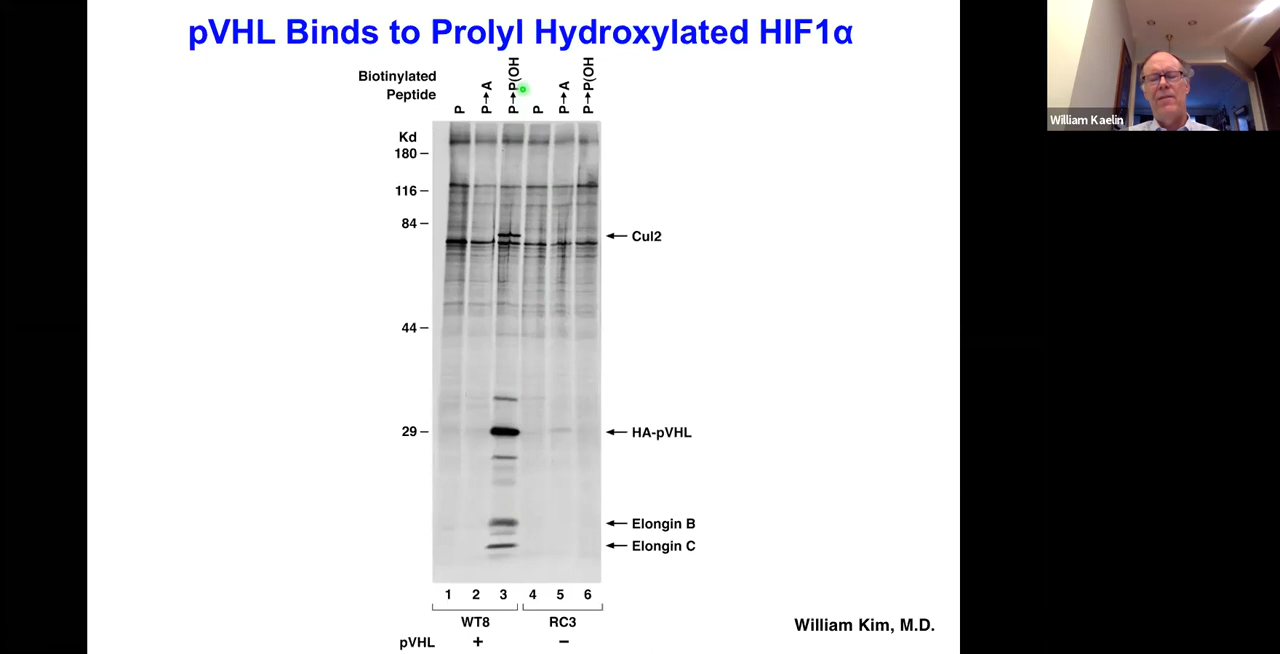 pVHL Binds to Prolyl Hydroxylated HIF1α
William Kaelin
Biotinylated
Peptide
P
P→A
P→P(OH
P
P→A
P→P(OH
Kd
180
116
84
44
29
Cul2
HA-pVHL
Elongin B
Elongin C
1 2 3 4 5 6
WT8 RC3
pVHL + −
William Kim, M.D.